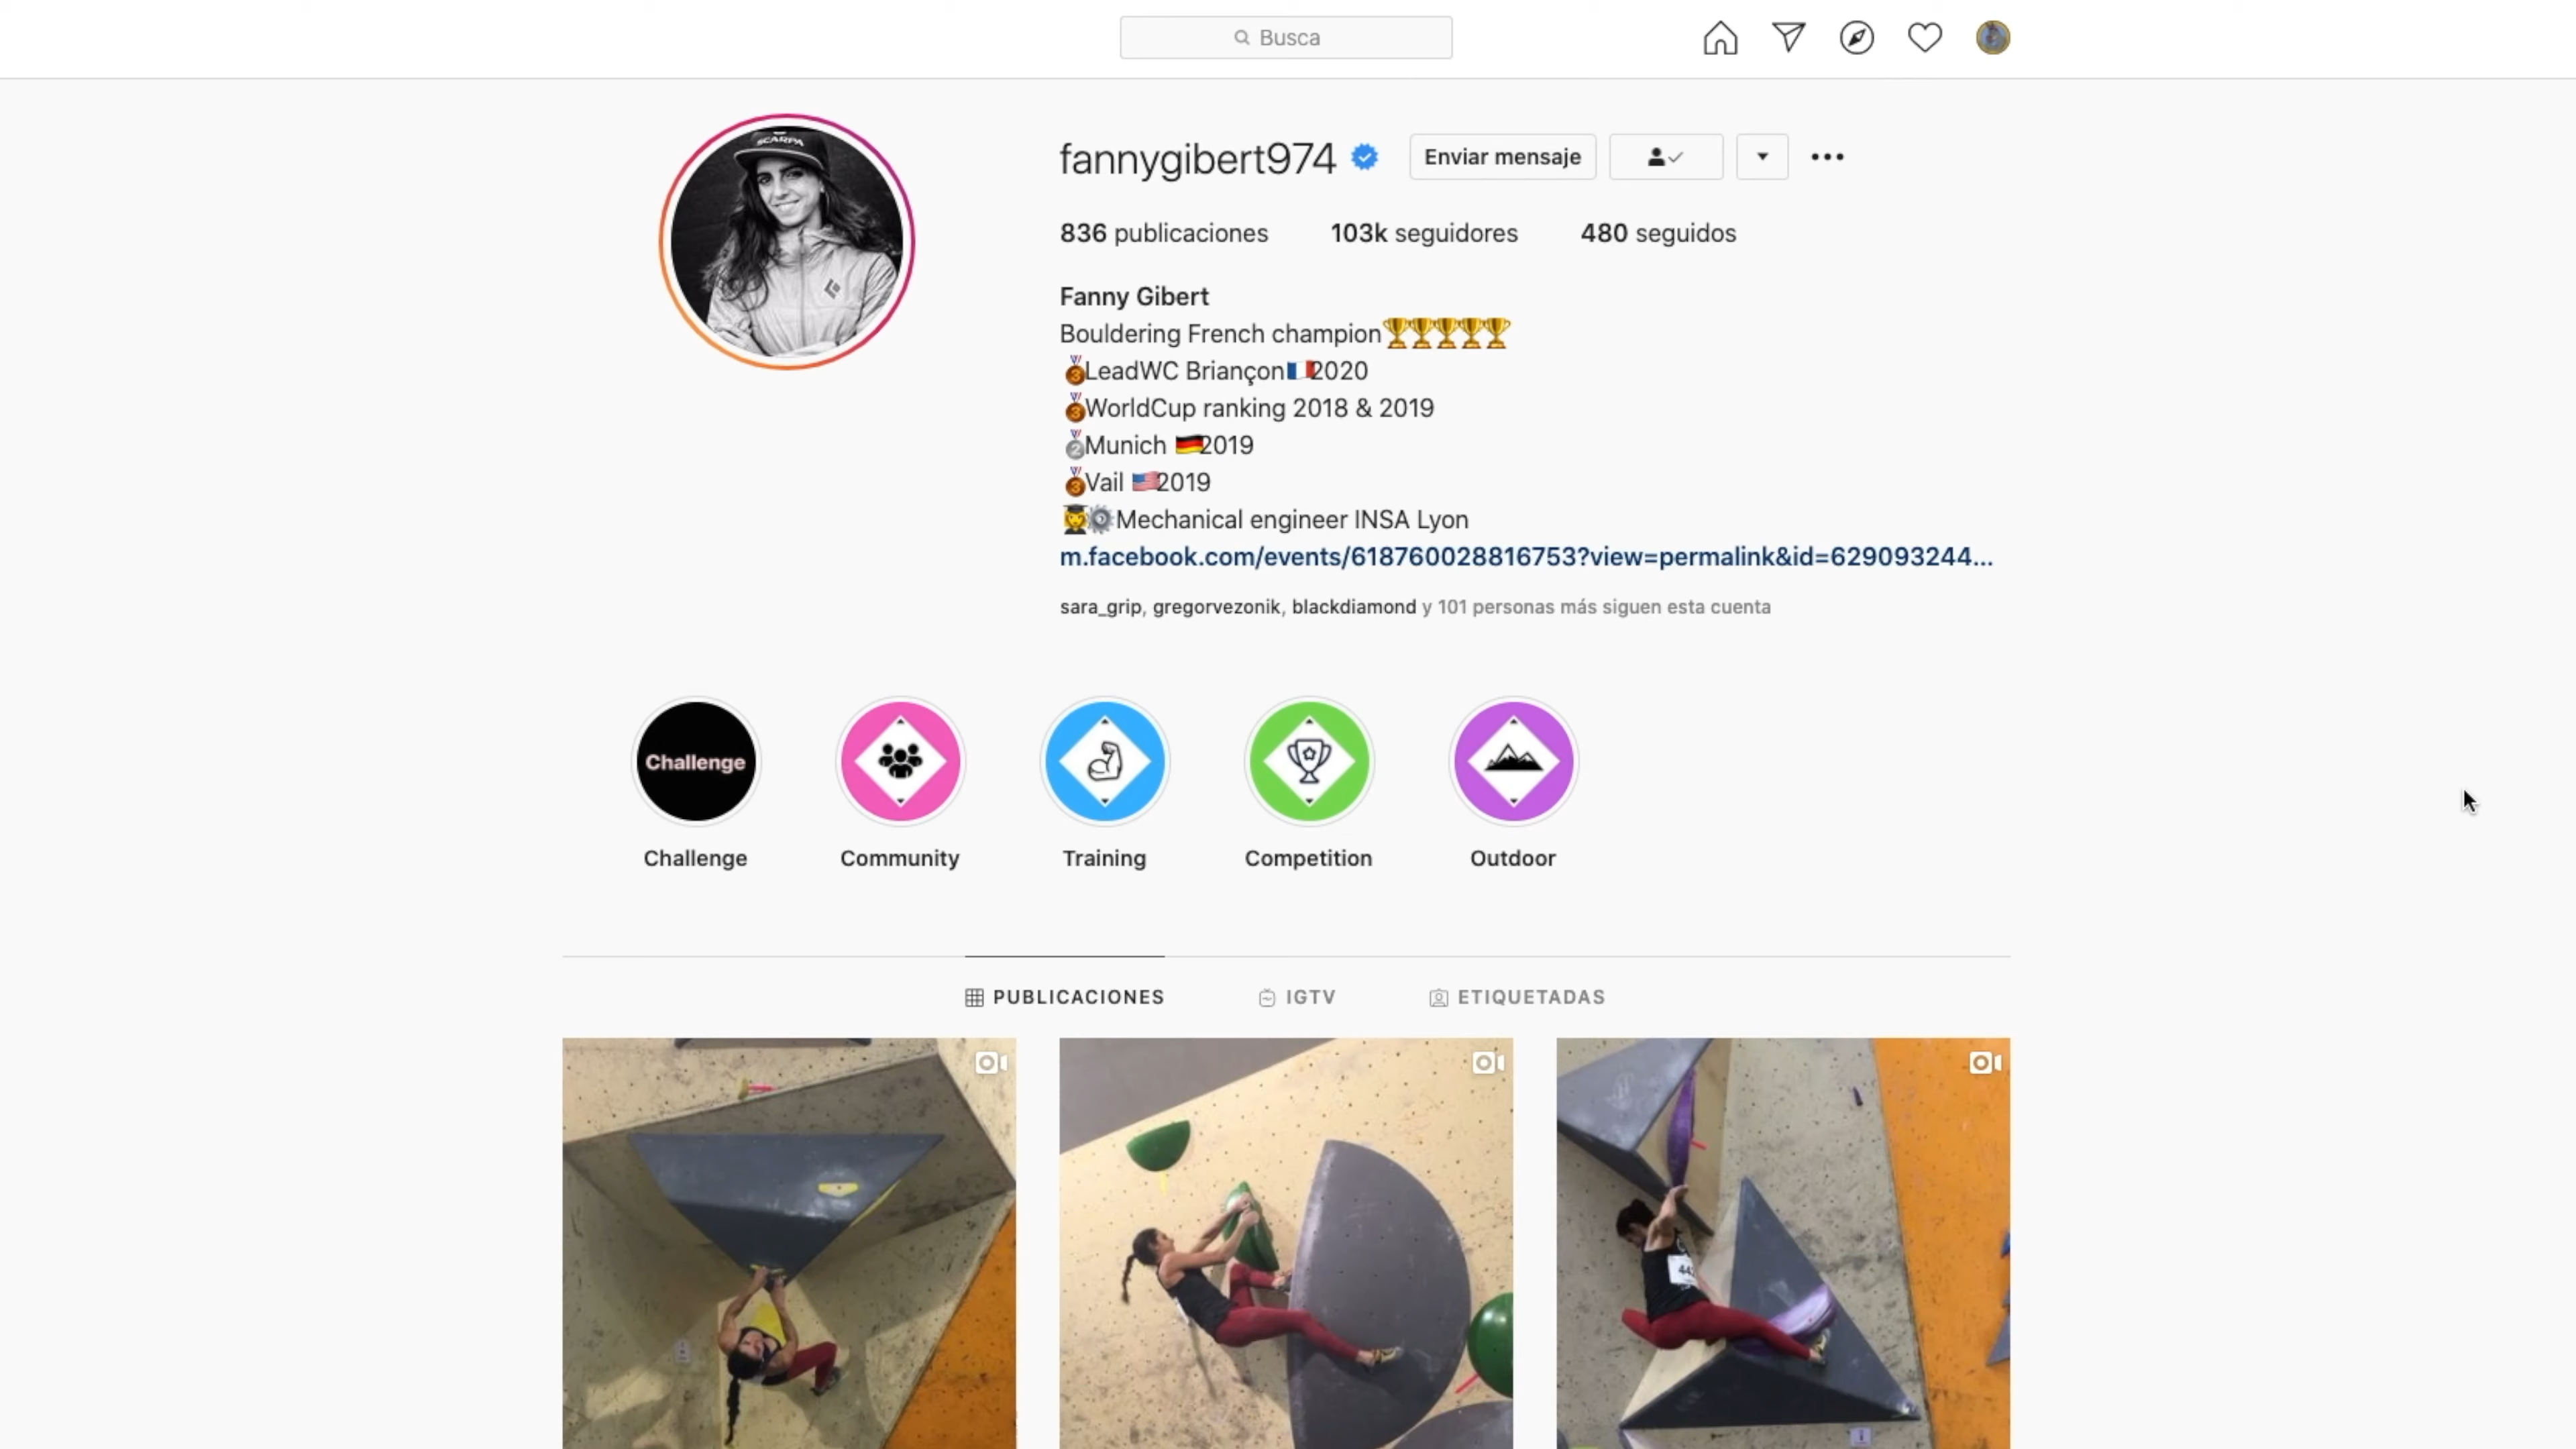 Busca
SCARPA
fannygibert974
Enviar mensaje
836 publicaciones
103k seguidores
480 seguidos
Fanny Gibert
Bouldering French champion🏆🏆🏆🏆🏆
🥉LeadWC Briançon🇫🇷2020
🥉WorldCup ranking 2018 & 2019
🥈Munich 🇩🇪2019
🥉Vail 🇺🇸2019
👩‍🎓⚙️Mechanical engineer INSA Lyon
m.facebook.com/events/618760028816753?view=permalink&id=629093244...
sara_grip, gregorvezonik, blackdiamond y 101 personas más siguen esta cuenta
Challenge
Challenge
Community
Training
Competition
Outdoor
PUBLICACIONES
IGTV
ETIQUETADAS